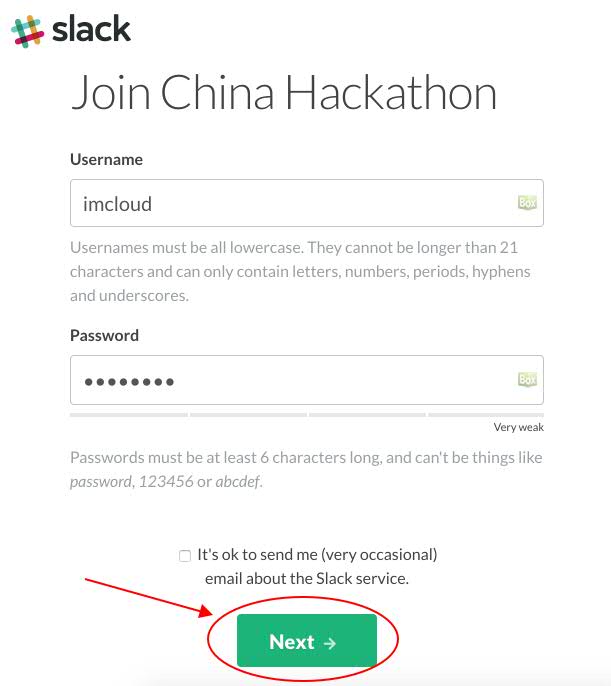 slack
Join China Hackathon
Username
imcloud
Box
Usernames must be all lowercase. They cannot be longer than 21
characters and can only contain letters, numbers, periods, hyphens
and underscores.
Password
••••••••
Box
Very weak
Passwords must be at least 6 characters long, and can't be things like
password, 123456 or abcdef.
It's ok to send me (very occasional)
email about the Slack service.
Next →